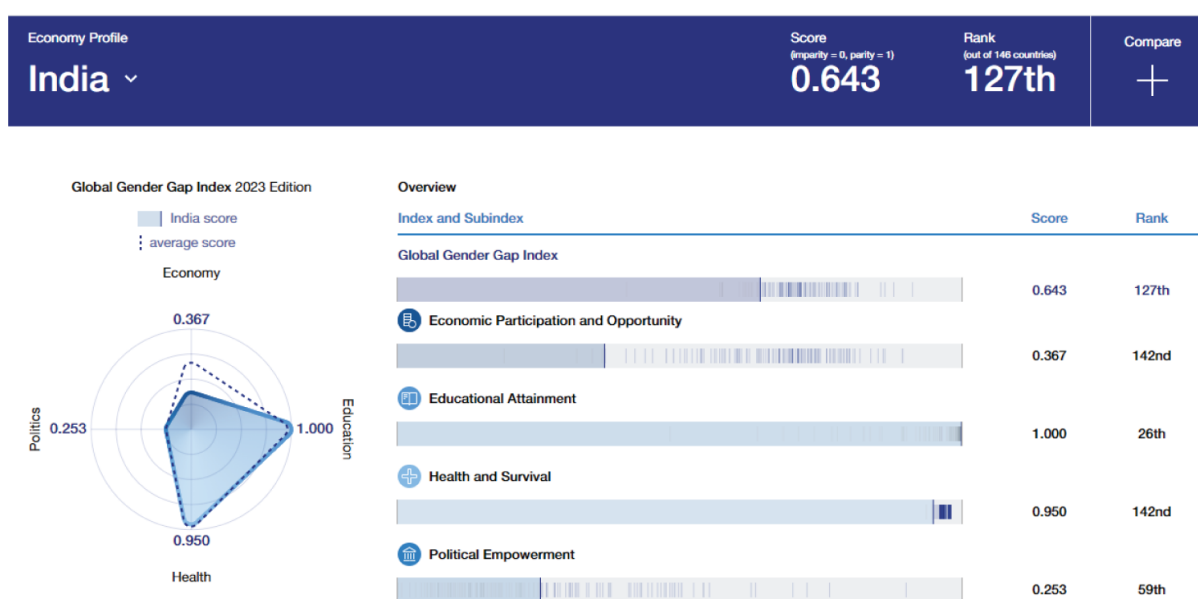 Economy Profile
India
Score
(imparity = 0, parity = 1)
0.643
Rank
(out of 146 countries)
127th
Compare
Global Gender Gap Index 2023 Edition
India score
average score
Economy
0.367
Politics
0.253
1.000
Education
0.950
Health
Overview
Index and Subindex Score Rank
Global Gender Gap Index
0.643 127th
Economic Participation and Opportunity
0.367 142nd
Educational Attainment
1.000 26th
Health and Survival
0.950 142nd
Political Empowerment
0.253 59th